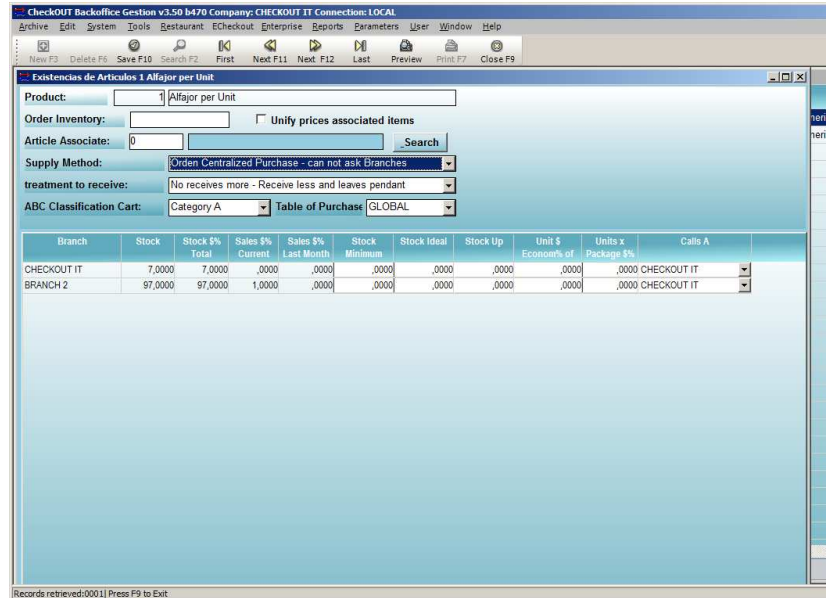 CheckOUT Backoffice Gestion v3.50 b470 Company: CHECKOUT IT Connection: LOCAL
Archive Edit System Tools Restaurant ECheckout Enterprise Reports Parameters User Window Help
New F3 Delete F6 Save F10 Search F2 First Next F11 Next F12 Last Preview Print F7 Close F9
Existencias de Articulos 1 Alfajor per Unit
Product: 1 Alfajor per Unit
Order Inventory: Unify prices associated items
Article Associate: 0 _Search
Supply Method: Orden Centralized Purchase - can not ask Branches
treatment to receive: No receives more - Receive less and leaves pendant
ABC Classification Cart: Category A Table of Purchase GLOBAL
Branch Stock Stock $% Sales $% Sales $% Stock Stock Ideal Stock Up Unit $ Units x Calls A
Total Current Last Month Minimum Econom% of Package $%
CHECKOUT IT 7,0000 7,0000 ,0000 ,0000 ,0000 ,0000 ,0000 ,0000 ,0000 CHECKOUT IT
BRANCH 2 97,0000 97,0000 1,0000 ,0000 ,0000 ,0000 ,0000 ,0000 ,0000 CHECKOUT IT
Records retrieved:0001| Press F9 to Exit